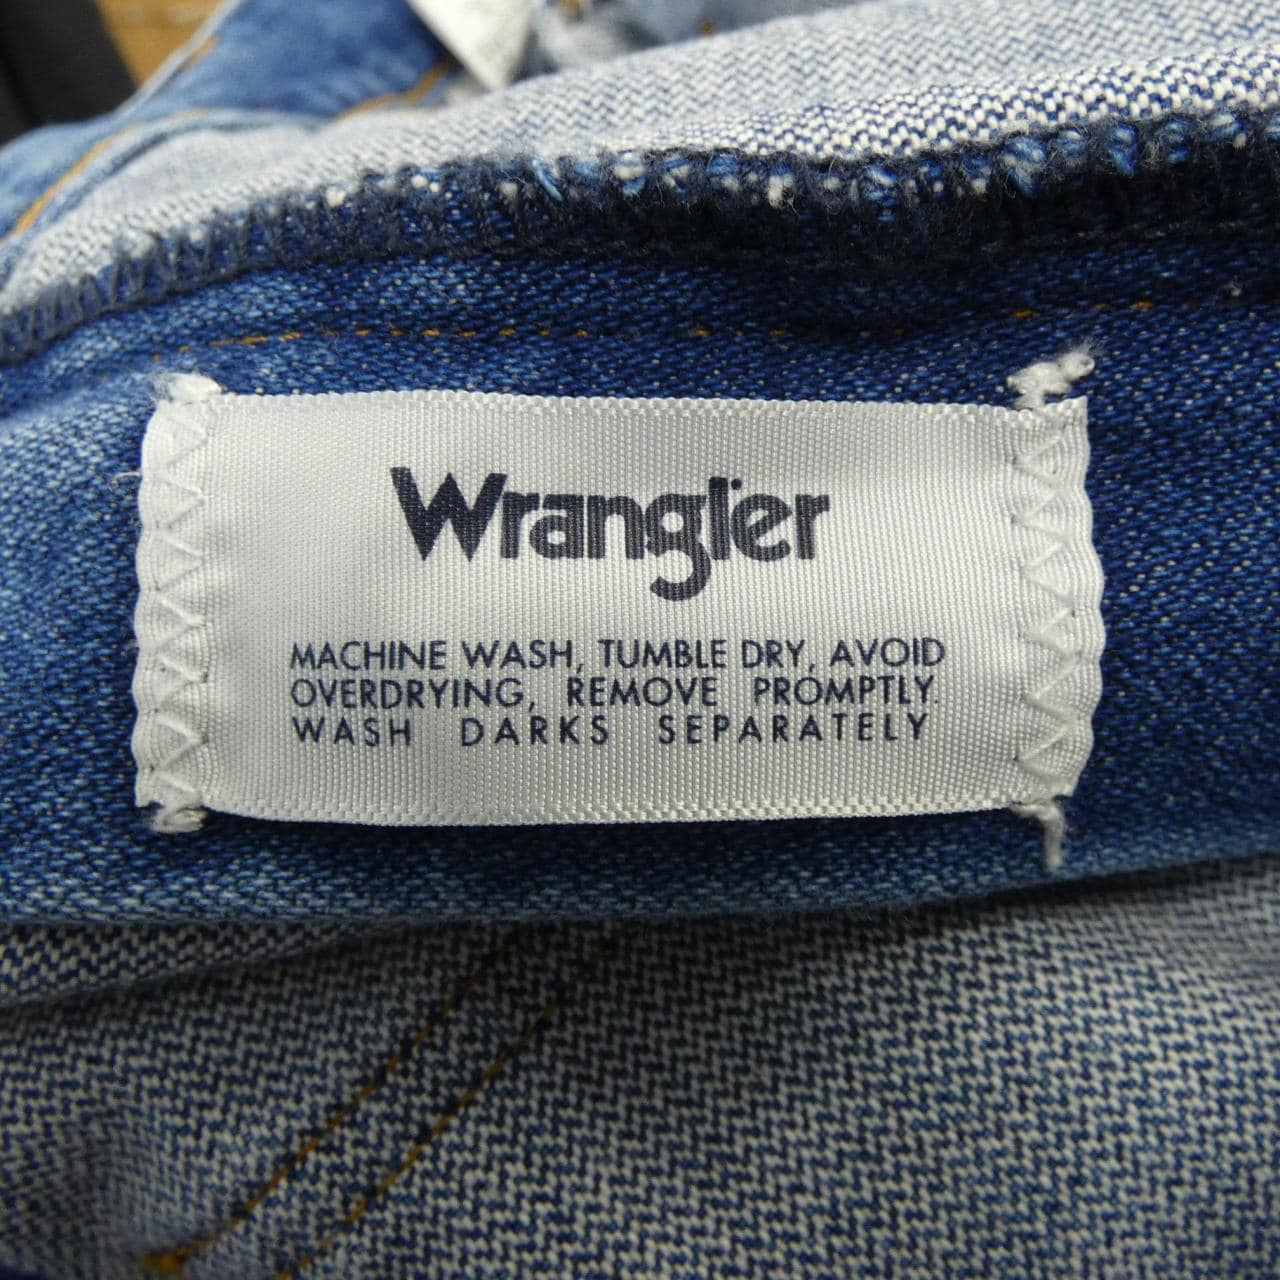 Wrangler
MACHINE WASH, TUMBLE DRY, AVOID
OVERDRYING, REMOVE PROMPTLY.
WASH DARKS SEPARATELY